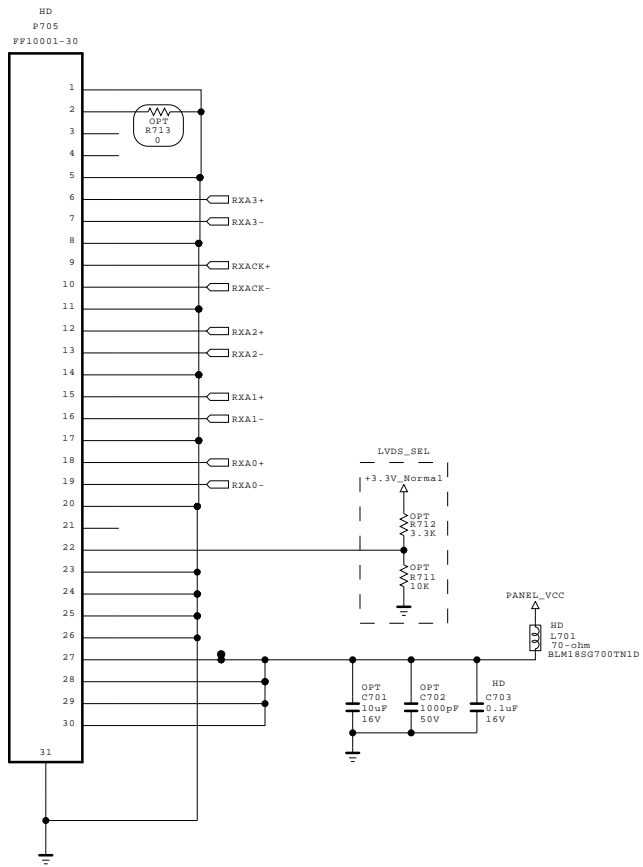 HD
P705
FF10001-30
1
2
OPT
R713
0
3
4
5
6
RXA3+
7
RXA3-
8
9
RXACK+
10
RXACK-
11
12
RXA2+
13
RXA2-
14
15
RXA1+
16
RXA1-
17
18
RXA0+
19
RXA0-
20
21
22
23
24
25
26
27
28
29
30
31
LVDS_SEL
+3.3V_Normal
OPT
R712
3.3K
OPT
R711
10K
PANEL_VCC
HD
L701
70-ohm
BLM18SG700TN1D
OPT
C701
10uF
16V
OPT
C702
1000pF
50V
HD
C703
0.1uF
16V